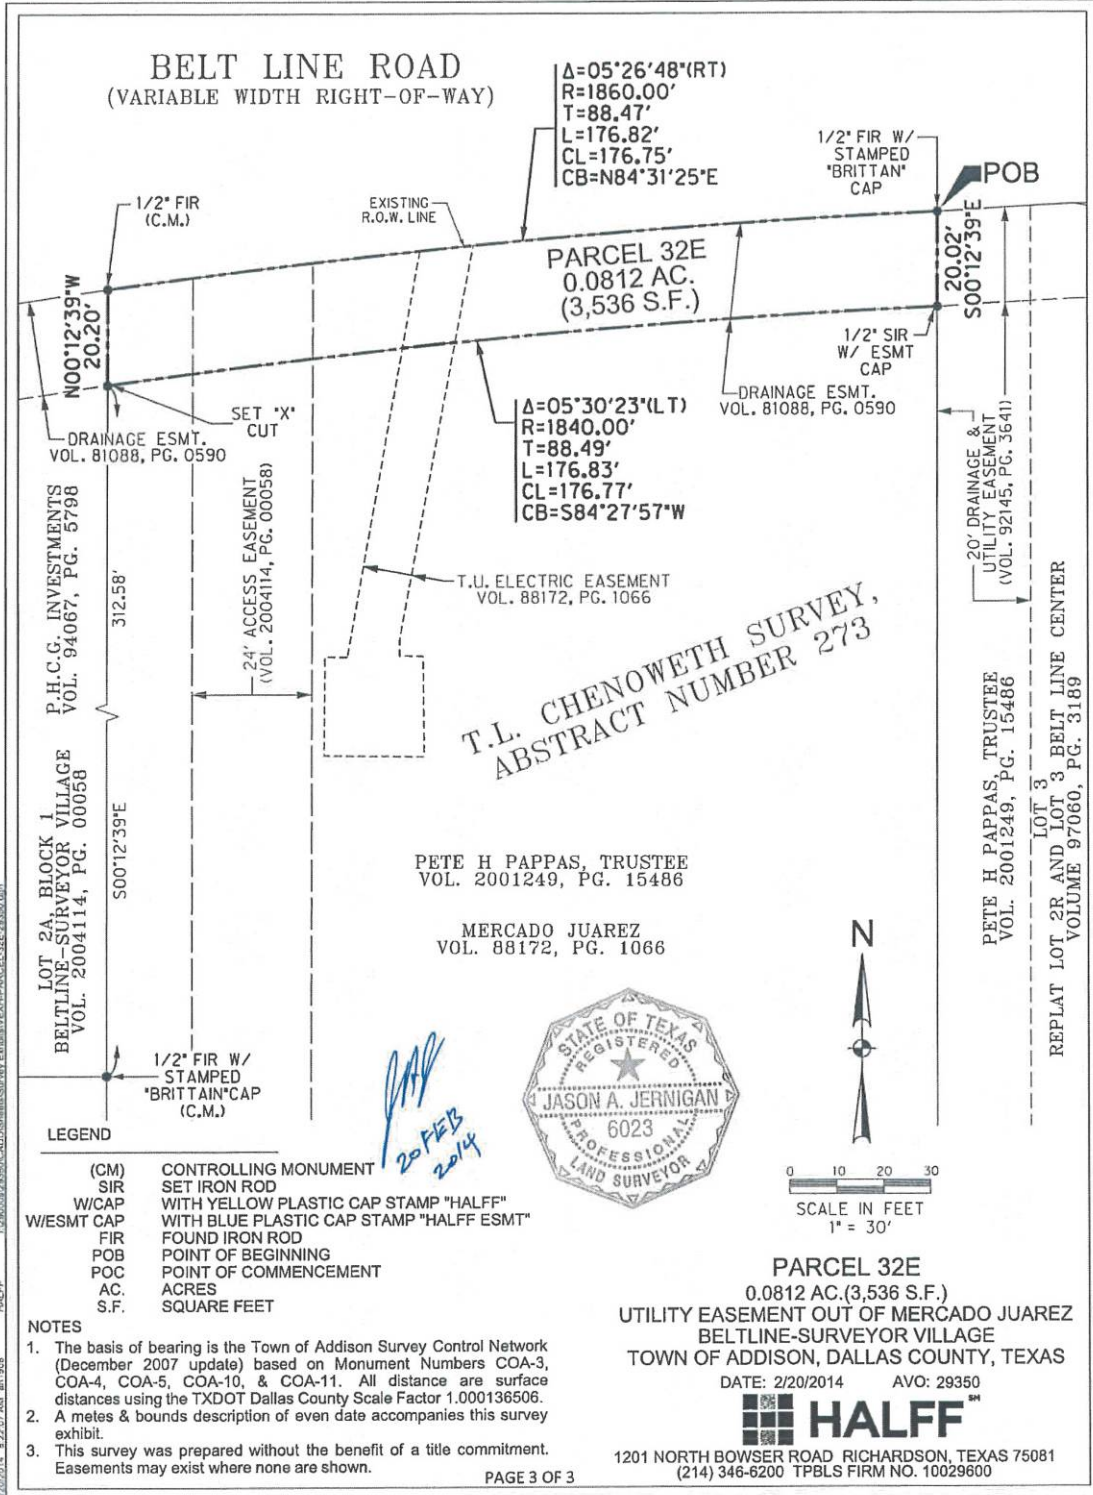 BELT LINE ROAD
(VARIABLE WIDTH RIGHT-OF-WAY)
Δ=05°26'48"(RT)
R=1860.00'
T=88.47'
L=176.82'
CL=176.75'
CB=N84°31'25"E
1/2" FIR W/
STAMPED
"BRITTAN"
CAP
POB
1/2" FIR
(C.M.)
EXISTING
R.O.W. LINE
PARCEL 32E
0.0812 AC.
(3,536 S.F.)
20.02'
S00°12'39"E
N00°12'39"W
20.20'
1/2" SIR
W/ ESMT
CAP
SET "X"
CUT
DRAINAGE ESMT.
VOL. 81088, PG. 0590
DRAINAGE ESMT.
VOL. 81088, PG. 0590
Δ=05°30'23"(LT)
R=1840.00'
T=88.49'
L=176.83'
CL=176.77'
CB=S84°27'57"W
20' DRAINAGE &
UTILITY EASEMENT
(VOL. 92145, PG. 3641)
P.H.C.G. INVESTMENTS
VOL. 94067, PG. 5798
312.58'
24' ACCESS EASEMENT
(VOL. 2004114, PG. 00058)
T.U. ELECTRIC EASEMENT
VOL. 88172, PG. 1066
T.L. CHENOWETH SURVEY,
ABSTRACT NUMBER 273
LOT 2A, BLOCK 1
BELTLINE-SURVEYOR VILLAGE
VOL. 2004114, PG. 00058
S00°12'39"E
PETE H PAPPAS, TRUSTEE
VOL. 2001249, PG. 15486
MERCADO JUAREZ
VOL. 88172, PG. 1066
PETE H PAPPAS, TRUSTEE
VOL. 2001249, PG. 15486
LOT 3
REPLAT LOT 2R AND LOT 3 BELT LINE CENTER
VOLUME 97060, PG. 3189
N
1/2" FIR W/
STAMPED
"BRITTAIN"CAP
(C.M.)
20 FEB
2014
STATE OF TEXAS
REGISTERED
JASON A. JERNIGAN
6023
PROFESSIONAL
LAND SURVEYOR
0 10 20 30
SCALE IN FEET
1" = 30'
LEGEND
(CM) CONTROLLING MONUMENT
SIR SET IRON ROD
W/CAP WITH YELLOW PLASTIC CAP STAMP "HALFF"
W/ESMT CAP WITH BLUE PLASTIC CAP STAMP "HALFF ESMT"
FIR FOUND IRON ROD
POB POINT OF BEGINNING
POC POINT OF COMMENCEMENT
AC. ACRES
S.F. SQUARE FEET
NOTES
1. The basis of bearing is the Town of Addison Survey Control Network
(December 2007 update) based on Monument Numbers COA-3,
COA-4, COA-5, COA-10, & COA-11. All distance are surface
distances using the TXDOT Dallas County Scale Factor 1.000136506.
2. A metes & bounds description of even date accompanies this survey
exhibit.
3. This survey was prepared without the benefit of a title commitment.
Easements may exist where none are shown.
PAGE 3 OF 3
PARCEL 32E
0.0812 AC.(3,536 S.F.)
UTILITY EASEMENT OUT OF MERCADO JUAREZ
BELTLINE-SURVEYOR VILLAGE
TOWN OF ADDISON, DALLAS COUNTY, TEXAS
DATE: 2/20/2014 AVO: 29350
HALFF SM
1201 NORTH BOWSER ROAD RICHARDSON, TEXAS 75081
(214) 346-6200 TPBLS FIRM NO. 10029600